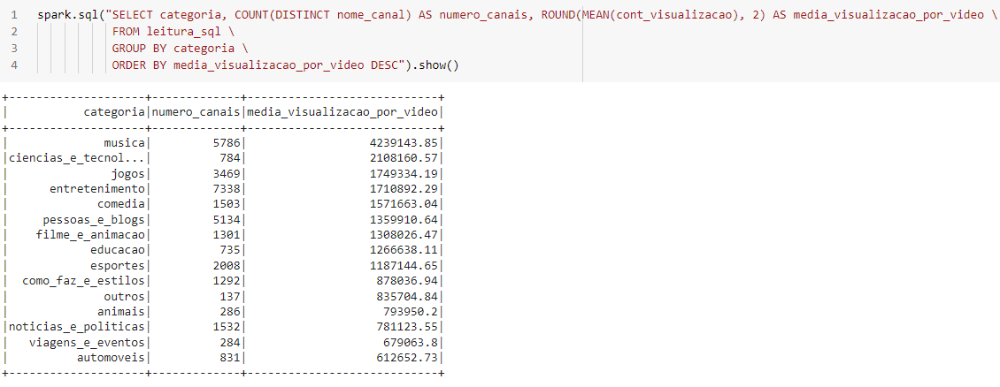 1 spark.sql("SELECT categoria, COUNT(DISTINCT nome_canal) AS numero_canais, ROUND(MEAN(cont_visualizacao), 2) AS media_visualizacao_por_video \
2 FROM leitura_sql \
3 GROUP BY categoria \
4 ORDER BY media_visualizacao_por_video DESC").show()
+--------------------+-------------+----------------------------+
| categoria|numero_canais|media_visualizacao_por_video|
+--------------------+-------------+----------------------------+
| musica| 5786| 4239143.85|
|ciencias_e_tecnol...| 784| 2108160.57|
| jogos| 3469| 1749334.19|
| entretenimento| 7338| 1710892.29|
| comedia| 1503| 1571663.04|
| pessoas_e_blogs| 5134| 1359910.64|
| filme_e_animacao| 1301| 1308026.47|
| educacao| 735| 1266638.11|
| esportes| 2008| 1187144.65|
| como_faz_e_estilos| 1292| 878036.94|
| outros| 137| 835704.84|
| animais| 286| 793950.2|
|noticias_e_politicas| 1532| 781123.55|
| viagens_e_eventos| 284| 679063.8|
| automoveis| 831| 612652.73|
+--------------------+-------------+----------------------------+